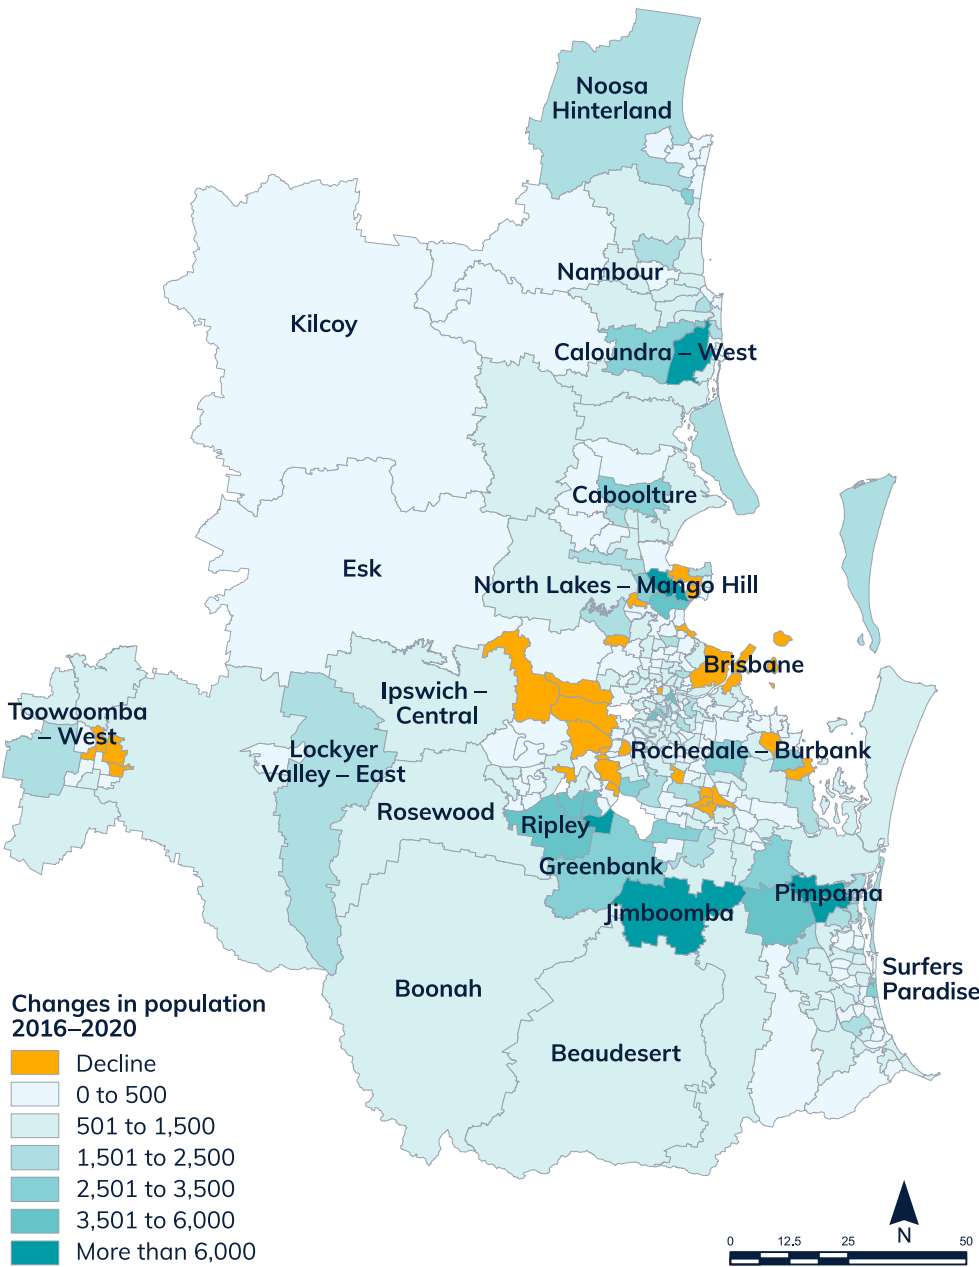 Noosa
Hinterland
Nambour
Kilcoy
Caloundra – West
Caboolture
Esk
North Lakes – Mango Hill
Brisbane
Ipswich –
Central
Toowoomba
– West
Lockyer
Valley – East
Rochedale – Burbank
Rosewood
Ripley
Greenbank
Pimpama
Jimboomba
Surfers
Paradise
Boonah
Beaudesert
Changes in population
2016–2020
Decline
0 to 500
501 to 1,500
1,501 to 2,500
2,501 to 3,500
3,501 to 6,000
More than 6,000
N
0 12.5 25 50